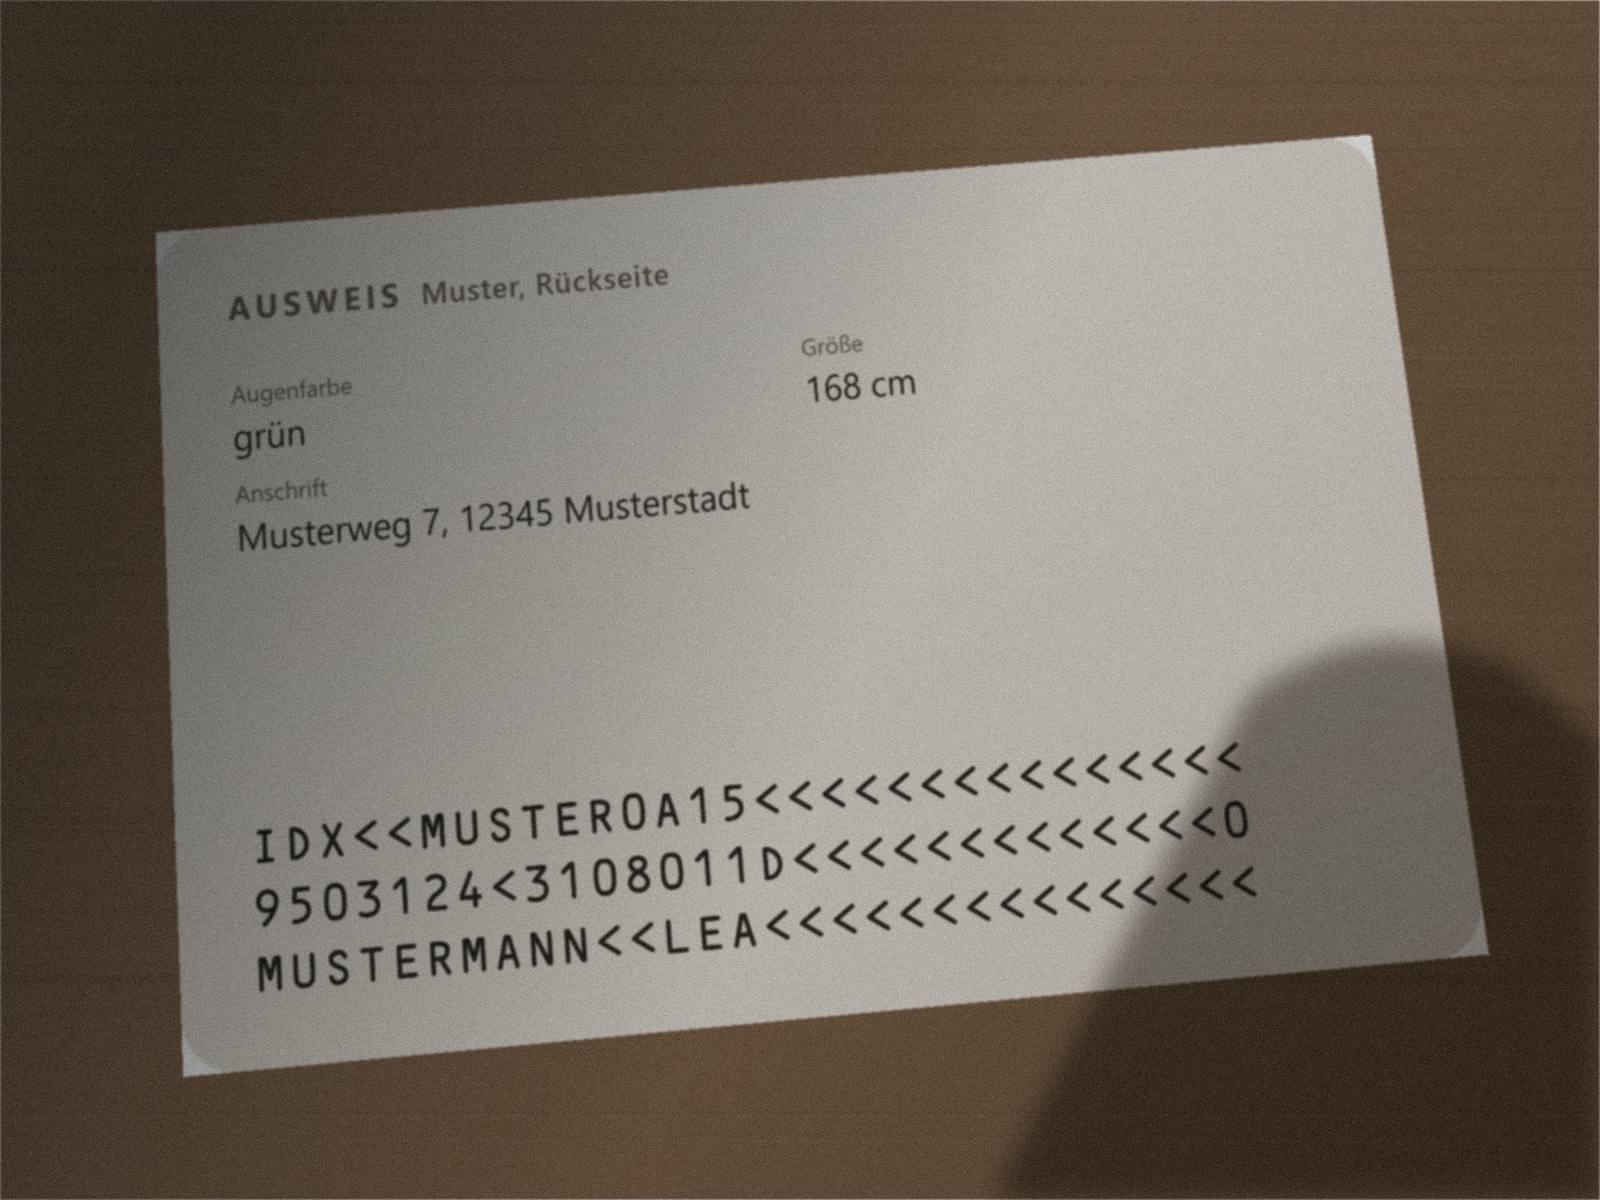 AUSWEIS Muster, Rückseite
Augenfarbe
grün
Größe
168 cm
Anschrift
Musterweg 7, 12345 Musterstadt
IDX<<MUSTER0A15<<<<<<<<<<<<<<<
9503124<3108011D<<<<<<<<<<<<<0
MUSTERMANN<<LEA<<<<<<<<<<<<<<<